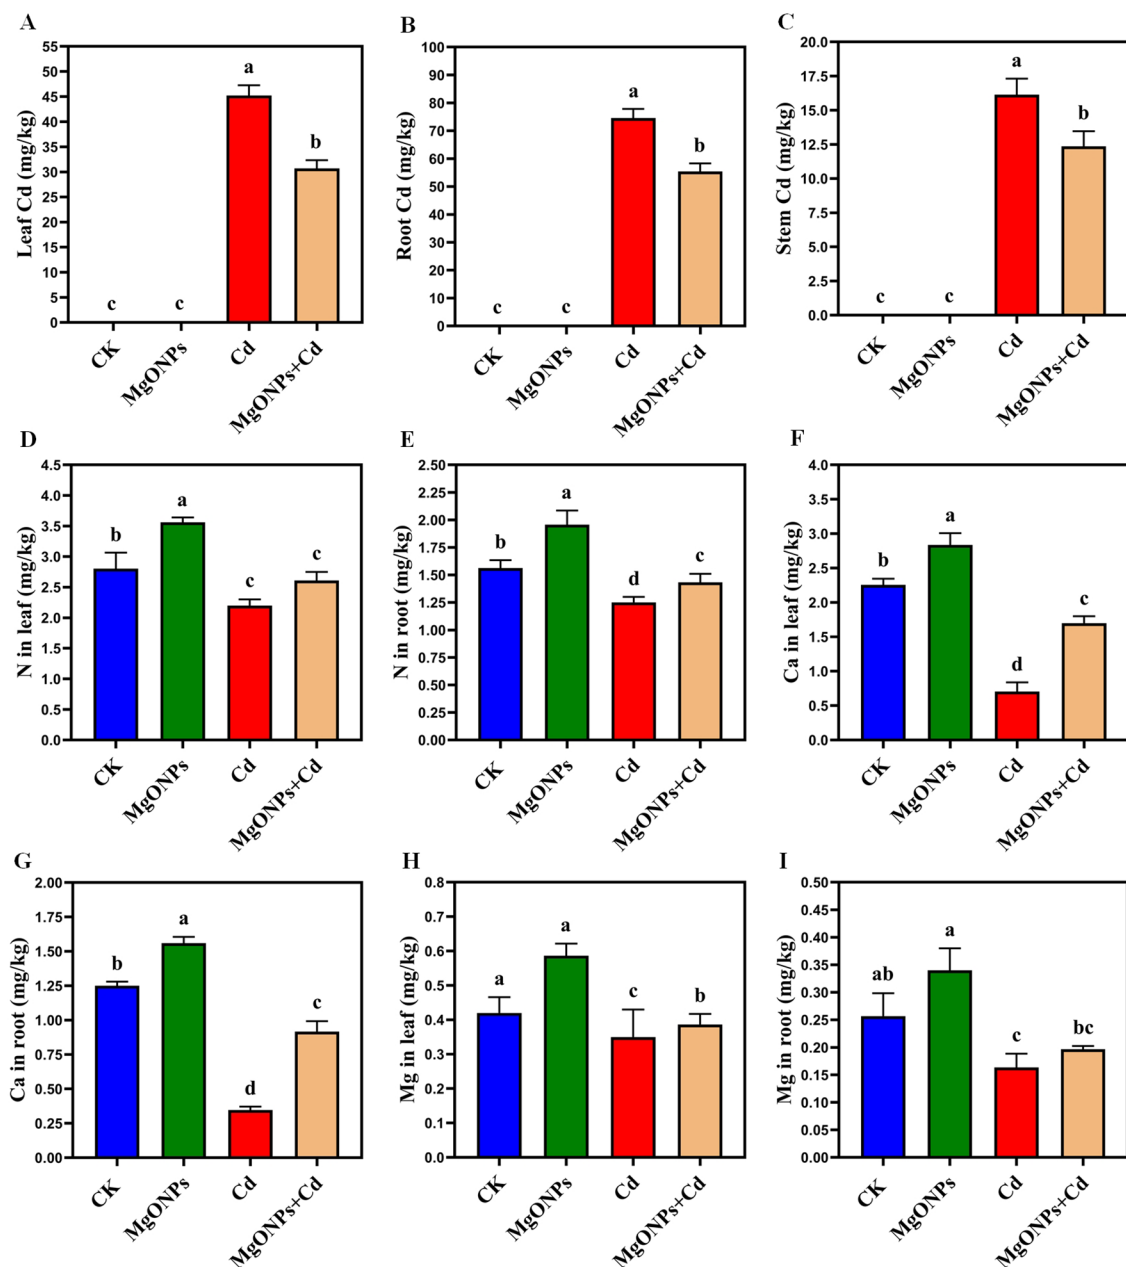 A
Leaf Cd (mg/kg)
55
50
45
40
35
30
25
20
15
10
5
0
c
c
a
b
CK
MgONPs
Cd
MgONPs+Cd
B
Root Cd (mg/kg)
100
90
80
70
60
50
40
30
20
10
0
c
c
a
b
CK
MgONPs
Cd
MgONPs+Cd
C
Stem Cd (mg/kg)
20.0
17.5
15.0
12.5
10.0
7.5
5.0
2.5
0.0
c
c
a
b
CK
MgONPs
Cd
MgONPs+Cd
D
N in leaf (mg/kg)
4.5
4.0
3.5
3.0
2.5
2.0
1.5
1.0
0.5
0.0
b
a
c
c
CK
MgONPs
Cd
MgONPs+Cd
E
N in root (mg/kg)
2.50
2.25
2.00
1.75
1.50
1.25
1.00
0.75
0.50
0.25
0.00
b
a
d
c
CK
MgONPs
Cd
MgONPs+Cd
F
Ca in leaf (mg/kg)
4.0
3.5
3.0
2.5
2.0
1.5
1.0
0.5
0.0
b
a
d
c
CK
MgONPs
Cd
MgONPs+Cd
G
Ca in root (mg/kg)
2.00
1.75
1.50
1.25
1.00
0.75
0.50
0.25
0.00
b
a
d
c
CK
MgONPs
Cd
MgONPs+Cd
H
Mg in leaf (mg/kg)
0.8
0.7
0.6
0.5
0.4
0.3
0.2
0.1
0.0
a
a
c
b
CK
MgONPs
Cd
MgONPs+Cd
I
Mg in root (mg/kg)
0.50
0.45
0.40
0.35
0.30
0.25
0.20
0.15
0.10
0.05
0.00
ab
a
c
bc
CK
MgONPs
Cd
MgONPs+Cd